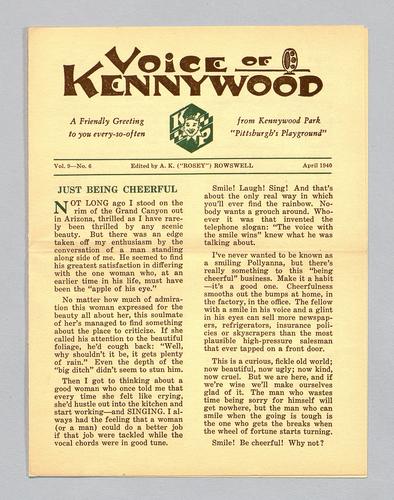 VOICE OF
KENNYWOOD
A Friendly Greeting
to you every-so-often
K W P
from Kennywood Park
"Pittsburgh's Playground"
Vol. 9—No. 6
Edited by A. K. ("ROSEY") ROWSWELL
April 1940
JUST BEING CHEERFUL
NOT LONG ago I stood on the
rim of the Grand Canyon out
in Arizona, thrilled as I have rare-
ly been thrilled by any scenic
beauty. But there was an edge
taken off my enthusiasm by the
conversation of a man standing
along side of me. He seemed to find
his greatest satisfaction in differing
with the one woman who, at an
earlier time in his life, must have
been the "apple of his eye."
No matter how much of admira-
tion this woman expressed for the
beauty all about her, this soulmate
of her's managed to find something
about the place to criticize. If she
called his attention to the beautiful
foliage, he'd cough back: "Well,
why shouldn't it be, it gets plenty
of rain." Even the depth of the
"big ditch" didn't seem to stun him.
Then I got to thinking about a
good woman who once told me that
every time she felt like crying,
she'd hustle out into the kitchen and
start working—and SINGING. I al-
ways had the feeling that a woman
(or a man) could do a better job
if that job were tackled while the
vocal chords were in good tune.
Smile! Laugh! Sing! And that's
about the only real way in which
you'll ever find the rainbow. No-
body wants a grouch around. Who-
ever it was that invented the
telephone slogan: "The voice with
the smile wins" knew what he was
talking about.
I've never wanted to be known as
a smiling Pollyanna, but there's
really something to this "being
cheerful" business. Make it a habit
—it's a good one. Cheerfulness
smooths out the bumps at home, in
the factory, in the office. The fellow
with a smile in his voice and a glint
in his eyes can sell more newspap-
ers, refrigerators, insurance poli-
cies or skyscrapers than the most
plausible high-pressure salesman
that ever tapped on a front door.
This is a curious, fickle old world;
now beautiful, now ugly; now kind,
now cruel. But we are here, and if
we're wise we'll make ourselves
glad of it. The man who wastes
time being sorry for himself will
get nowhere, but the man who can
smile when the going is tough is
the one who gets the breaks when
the wheel of fortune starts turning.
Smile! Be cheerful! Why not?